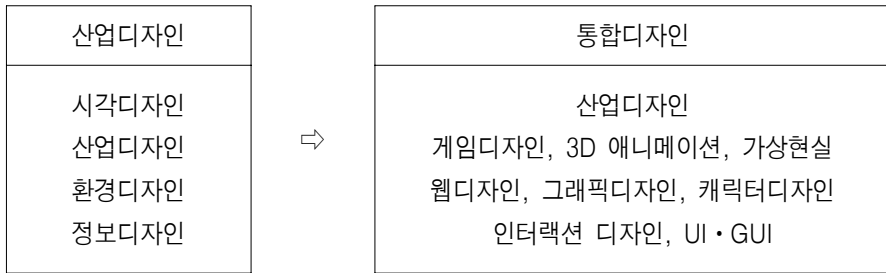 산업디자인
시각디자인
산업디자인
환경디자인
정보디자인
⇨
통합디자인
산업디자인
게임디자인, 3D 애니메이션, 가상현실
웹디자인, 그래픽디자인, 캐릭터디자인
인터랙션 디자인, UI・GUI